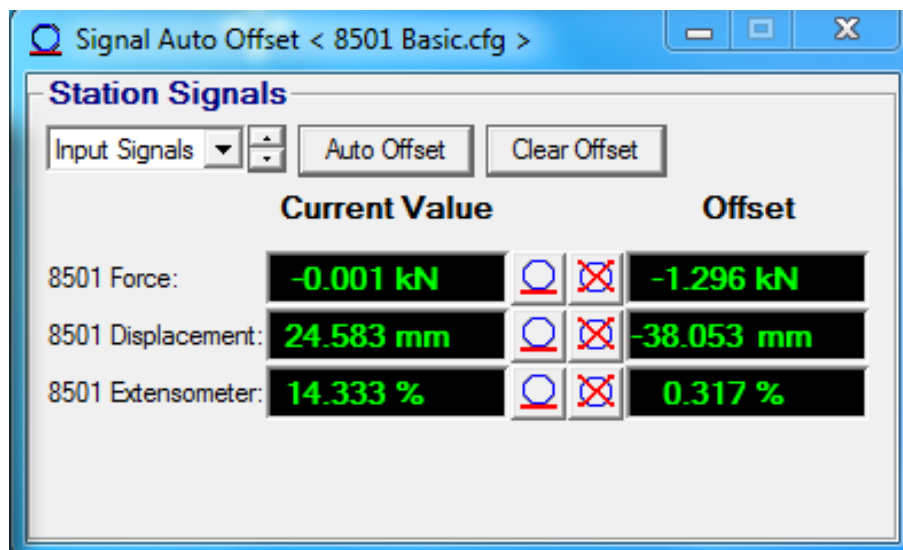 Signal Auto Offset < 8501 Basic.cfg >
Station Signals
Input Signals Auto Offset Clear Offset
Current Value Offset
8501 Force: -0.001 kN -1.296 kN
8501 Displacement: 24.583 mm -38.053 mm
8501 Extensometer: 14.333 % 0.317 %